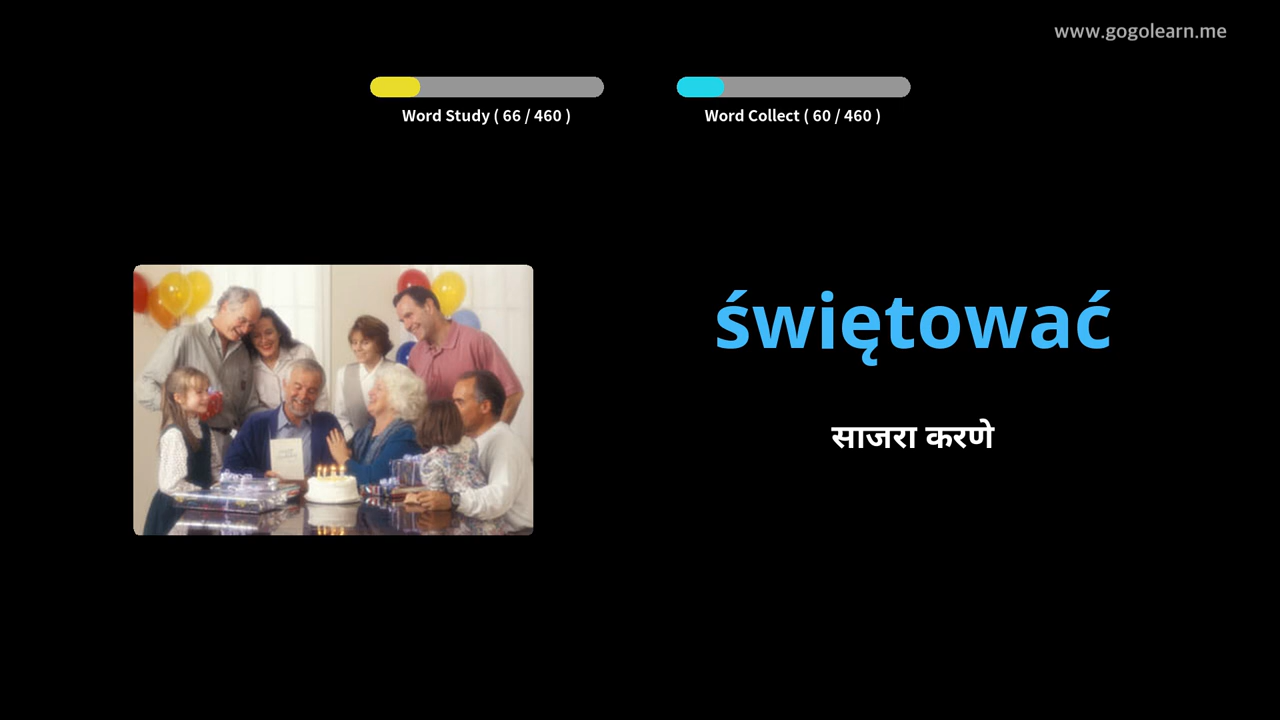 www.gogolearn.me
Word Study ( 66 / 460 )
Word Collect ( 60 / 460 )
świętować
साजरा करणे